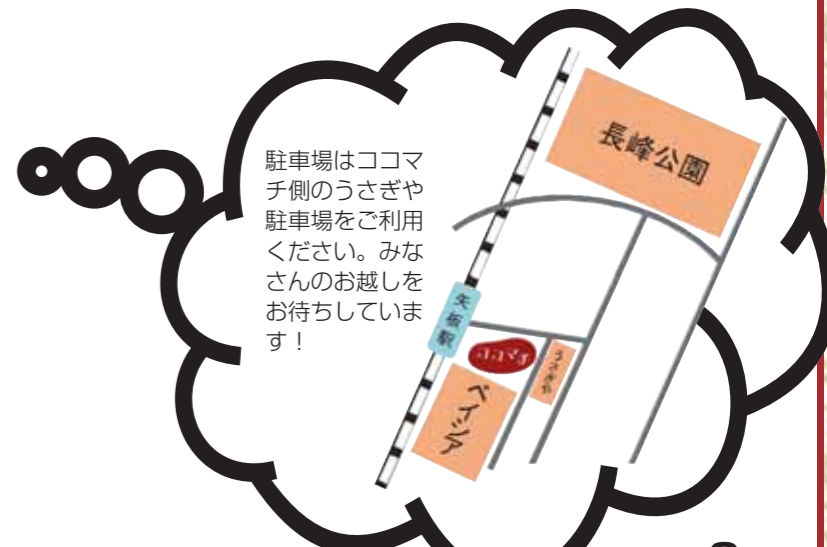 駐車場はココマ
チ側のうさぎや
駐車場をご利用
ください。みな
さんのお越しを
お待ちしていま
す！
長峰公園
矢板駅
ココマチ
うさぎや
ベイシア